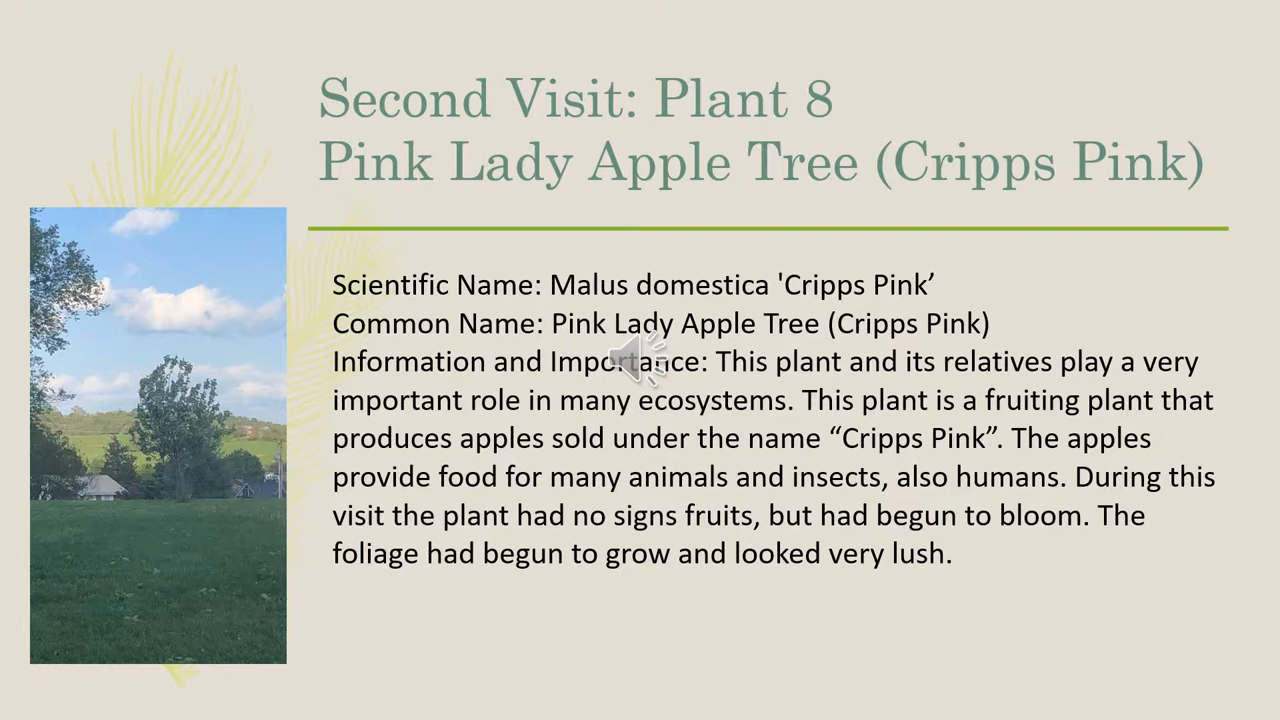 Second Visit: Plant 8
Pink Lady Apple Tree (Cripps Pink)
Scientific Name: Malus domestica 'Cripps Pink’
Common Name: Pink Lady Apple Tree (Cripps Pink)
Information and Importance: This plant and its relatives play a very
important role in many ecosystems. This plant is a fruiting plant that
produces apples sold under the name “Cripps Pink”. The apples
provide food for many animals and insects, also humans. During this
visit the plant had no signs fruits, but had begun to bloom. The
foliage had begun to grow and looked very lush.